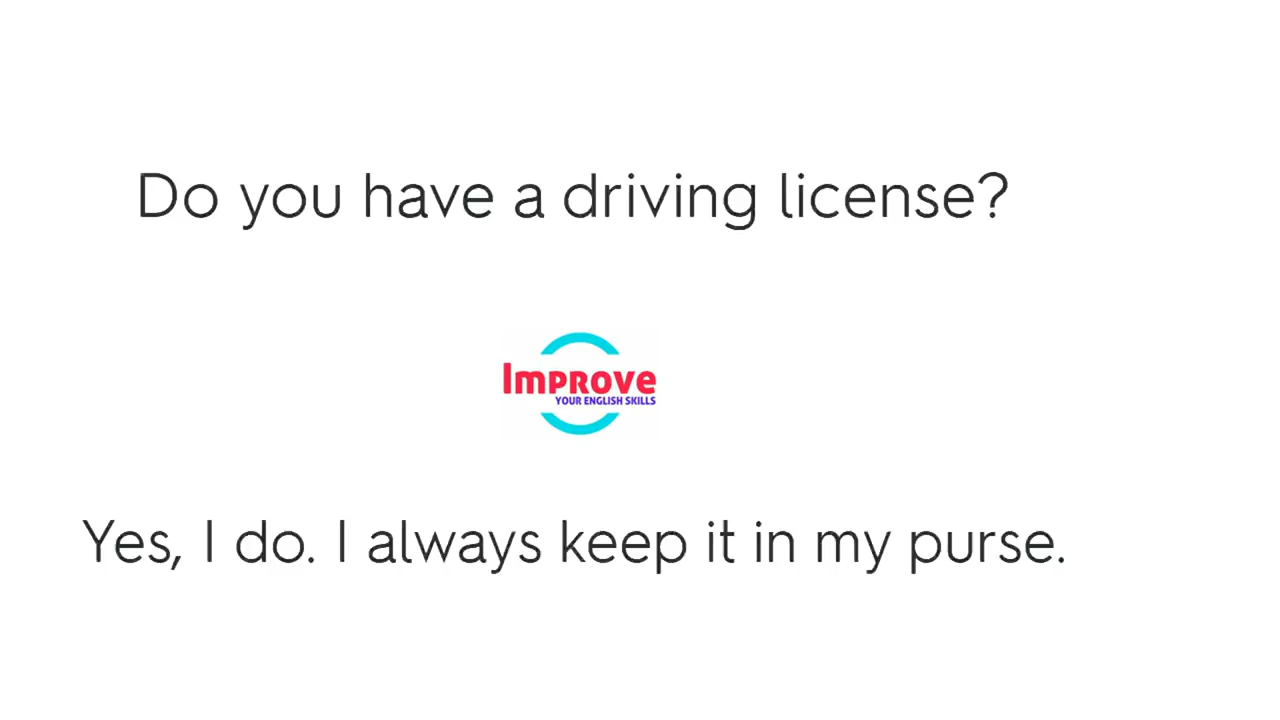 Do you have a driving license?
Improve
YOUR ENGLISH SKILLS
Yes, I do. I always keep it in my purse.